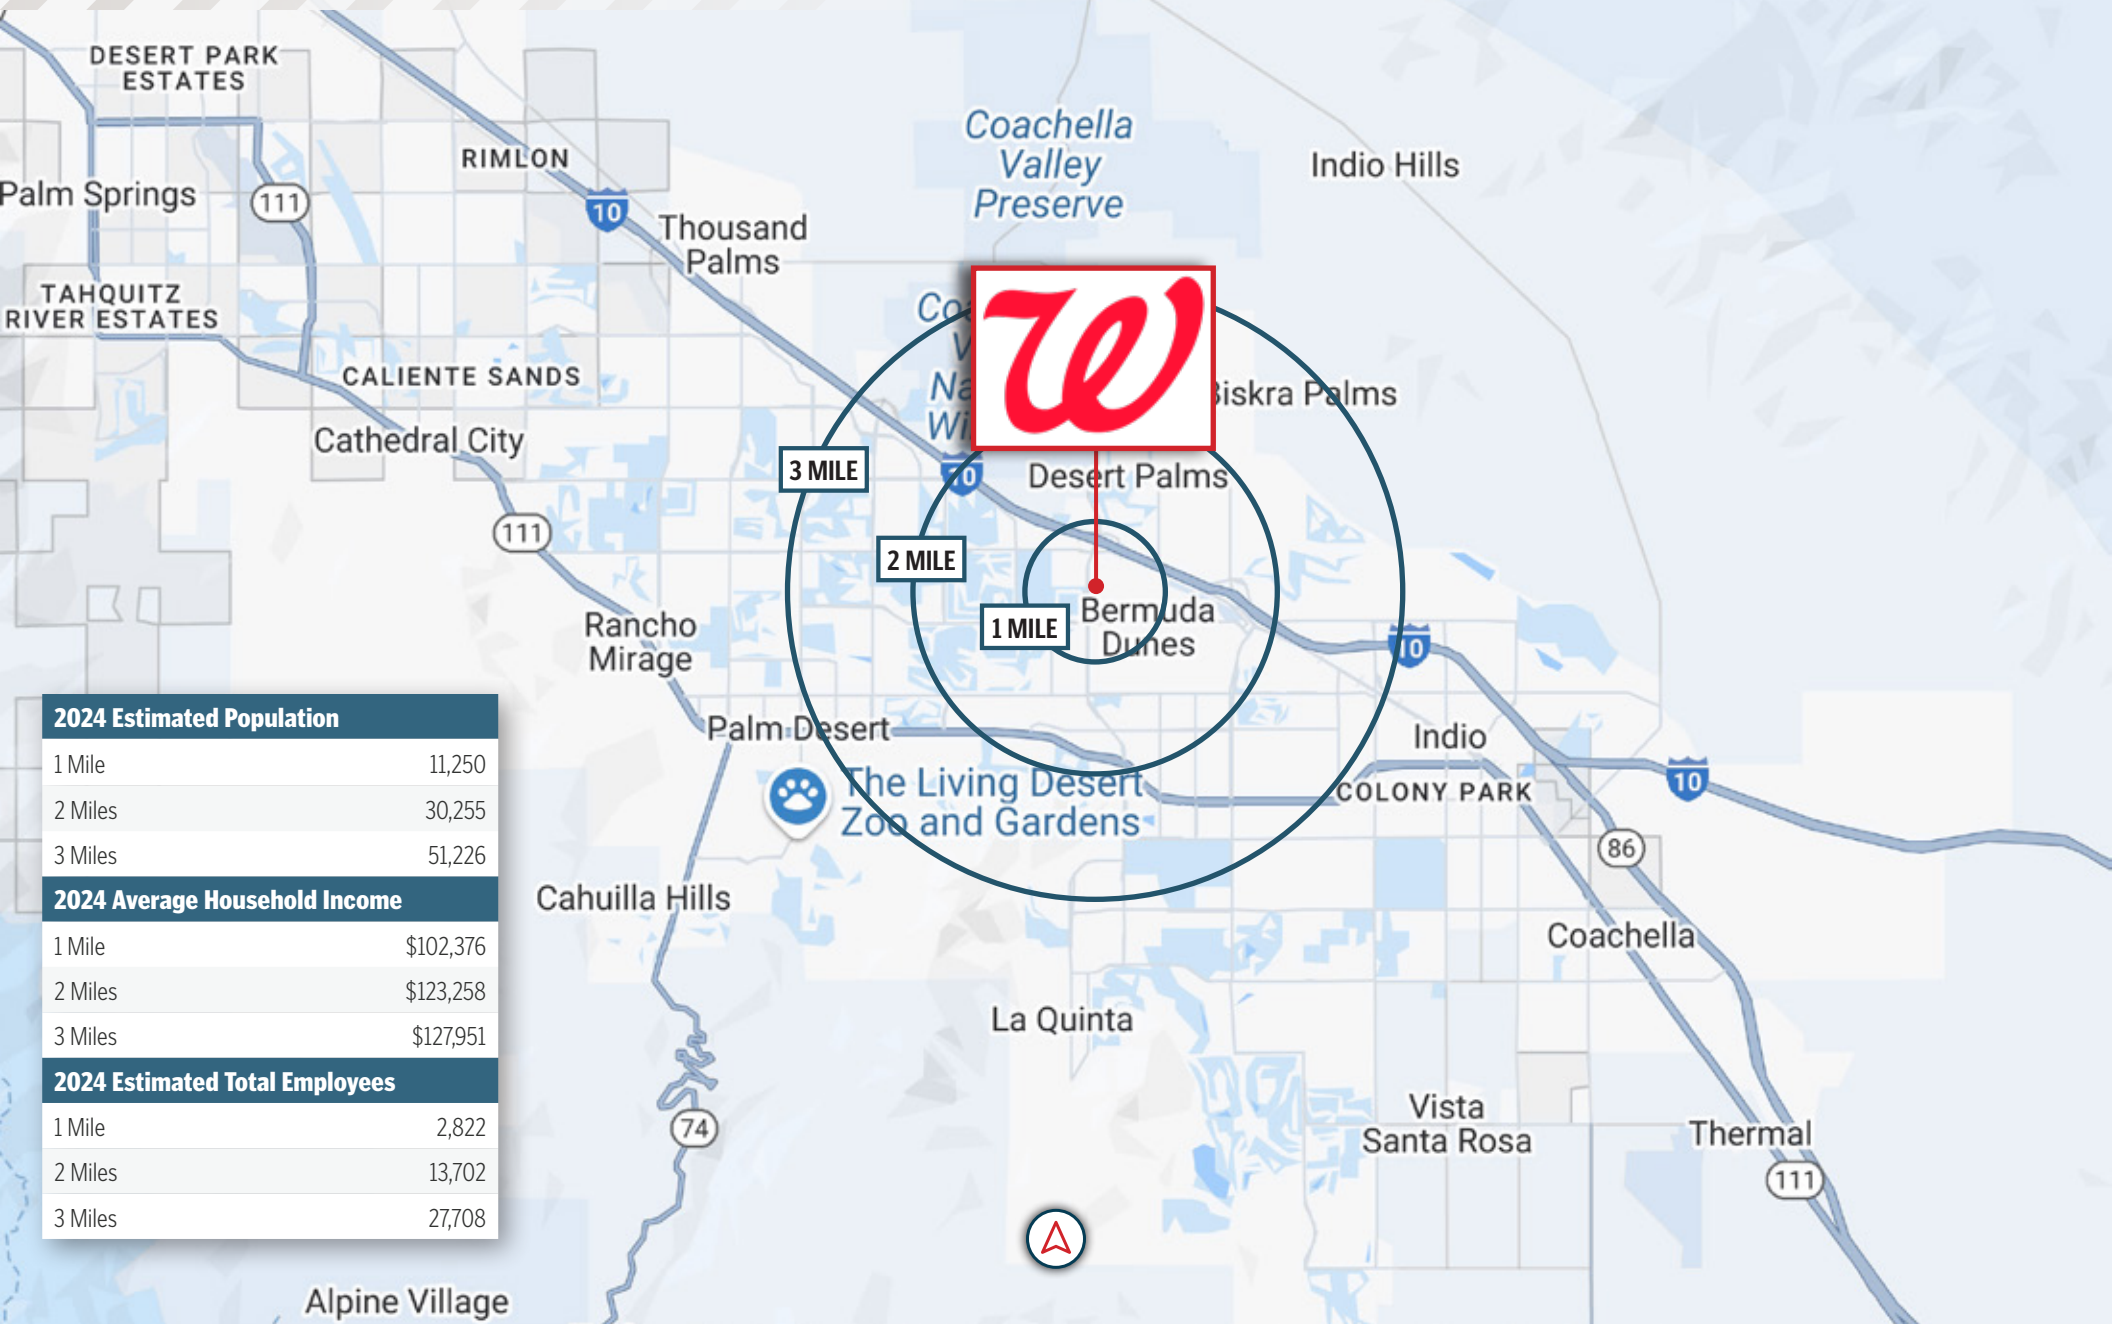 DESERT PARK
ESTATES
RIMLON
Coachella
Valley
Preserve
Indio Hills
Palm Springs
111
10
Thousand
Palms
TAHQUITZ
RIVER ESTATES
CALIENTE SANDS
Biskra Palms
Cathedral City
3 MILE
10
Desert Palms
111
2 MILE
1 MILE
Bermuda
Dunes
Rancho
Mirage
10
Palm Desert
Indio
The Living Desert
Zoo and Gardens
COLONY PARK
10
86
Cahuilla Hills
Coachella
La Quinta
74
Vista
Santa Rosa
Thermal
111
Alpine Village
2024 Estimated Population
1 Mile 11,250
2 Miles 30,255
3 Miles 51,226
2024 Average Household Income
1 Mile $102,376
2 Miles $123,258
3 Miles $127,951
2024 Estimated Total Employees
1 Mile 2,822
2 Miles 13,702
3 Miles 27,708